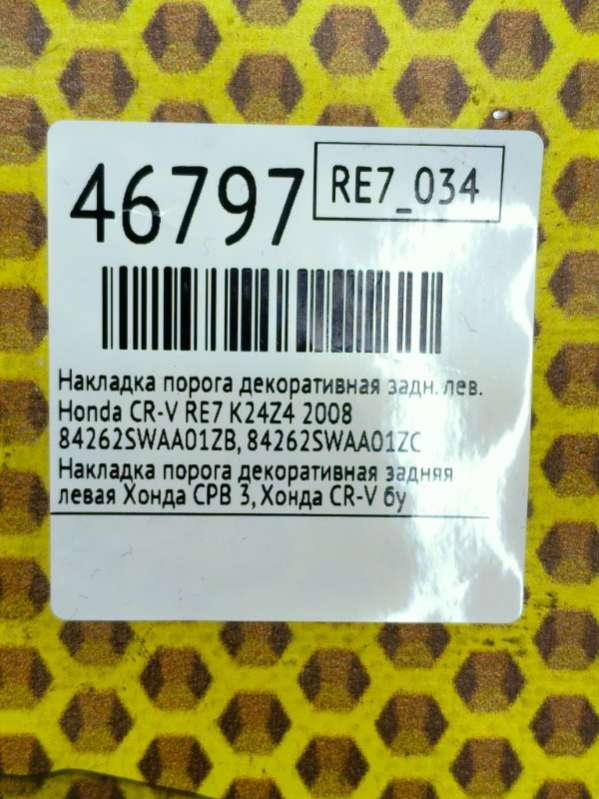 46797
RE7_034
Накладка порога декоративная задн. лев.
Honda CR-V RE7 K24Z4 2008
84262SWAA01ZB, 84262SWAA01ZC
Накладка порога декоративная задняя
левая Хонда СРВ 3, Хонда CR-V бу